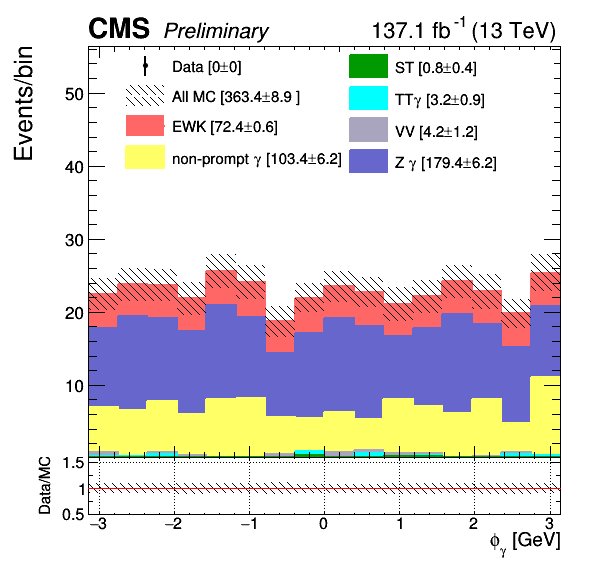 CMS Preliminary 137.1 fb⁻¹ (13 TeV)
Events/bin
Data [0±0]
All MC [363.4±8.9 ]
EWK [72.4±0.6]
non-prompt γ [103.4±6.2]
ST [0.8±0.4]
TTγ [3.2±0.9]
VV [4.2±1.2]
Z γ [179.4±6.2]
50
40
30
20
10
Data/MC
1.5
1
0.5
−3 −2 −1 0 1 2 3
ϕγ [GeV]